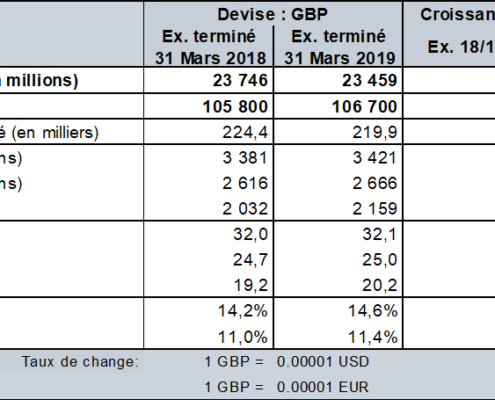 Devise : GBP Croissan
Ex. terminé Ex. terminé
31 Mars 2018 31 Mars 2019 Ex. 18/1
millions) 23 746 23 459
105 800 106 700
é (en milliers) 224,4 219,9
ns) 3 381 3 421
ns) 2 616 2 666
2 032 2 159
32,0 32,1
24,7 25,0
19,2 20,2
14,2% 14,6%
11,0% 11,4%
Taux de change: 1 GBP = 0.00001 USD
1 GBP = 0.00001 EUR